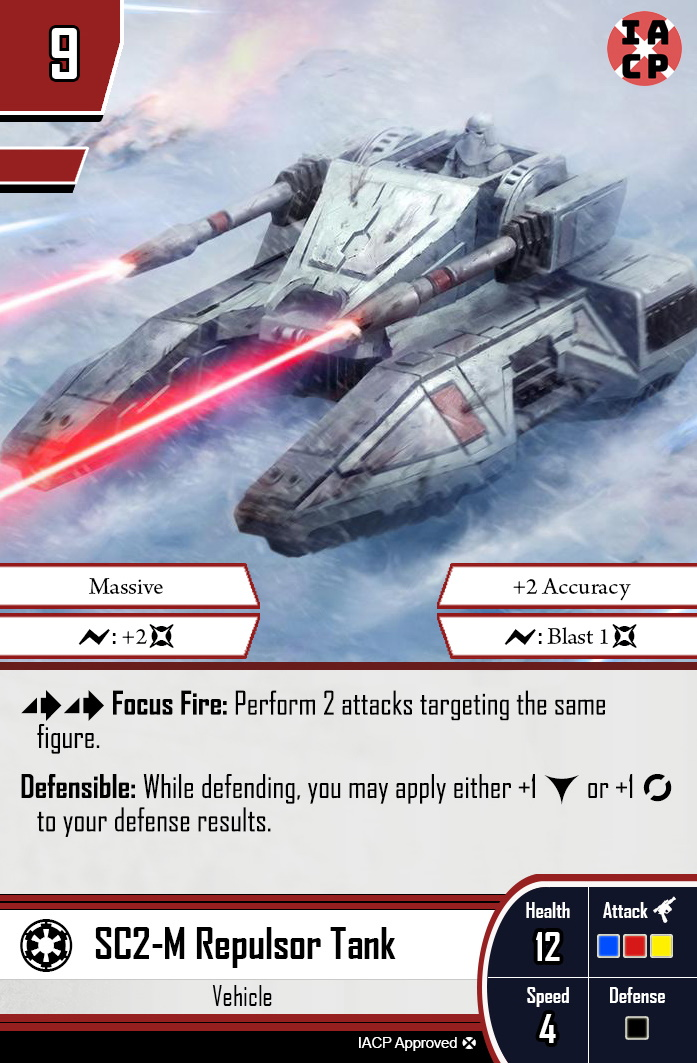 9
IA
CP
Massive
+2 Accuracy
: +2
: Blast 1
Focus Fire: Perform 2 attacks targeting the same
figure.
Defensible: While defending, you may apply either +1 or +1
to your defense results.
SC2-M Repulsor Tank
Vehicle
Health
12
Attack
Speed
4
Defense
IACP Approved